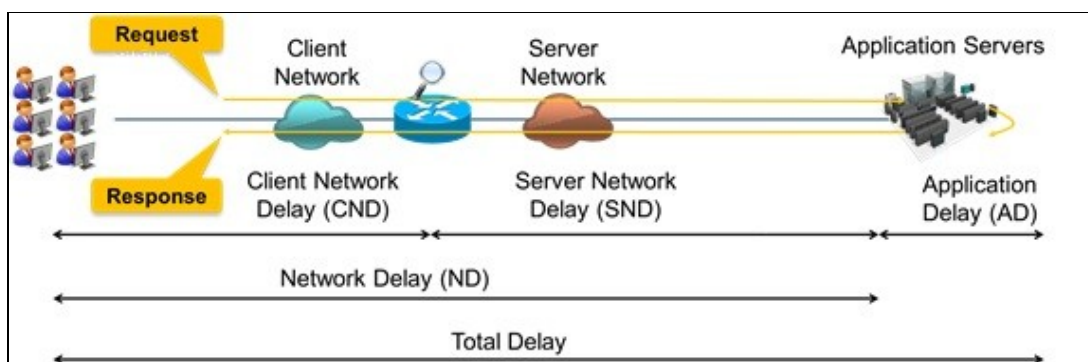 Request
Client
Network
Server
Network
Application Servers
Response
Client Network
Delay (CND)
Server Network
Delay (SND)
Application
Delay (AD)
Network Delay (ND)
Total Delay